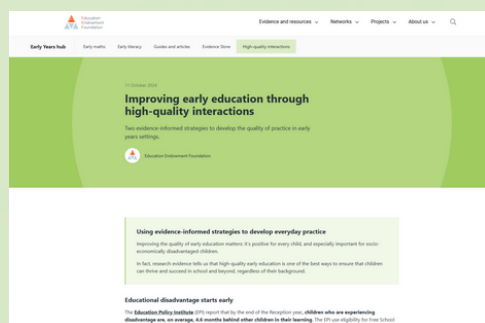 Education
Endowment
Foundation
Evidence and resources
Networks
Projects
About us
Early Years hub
Early maths
Early literacy
Guides and articles
Evidence Store
High-quality interactions
October
Improving early education through
high-quality interactions
Two evidence-informed strategies to develop the quality of practice in early
years settings.
Education Endowment Foundation
Using evidence-informed strategies to develop everyday practice
Improving the quality of early education matters: it's positive for every child, and especially important for socio-
economically disadvantaged children.
In fact, research evidence tells us that high-quality early education is one of the best ways to ensure that children
can thrive and succeed in school and beyond, regardless of their background.
Educational disadvantage starts early
The Education Policy Institute (EPI) report that by the end of the Reception year, children who are experiencing
disadvantage are, on average, 4.6 months behind other children in their learning. The EPI use eligibility for Free School